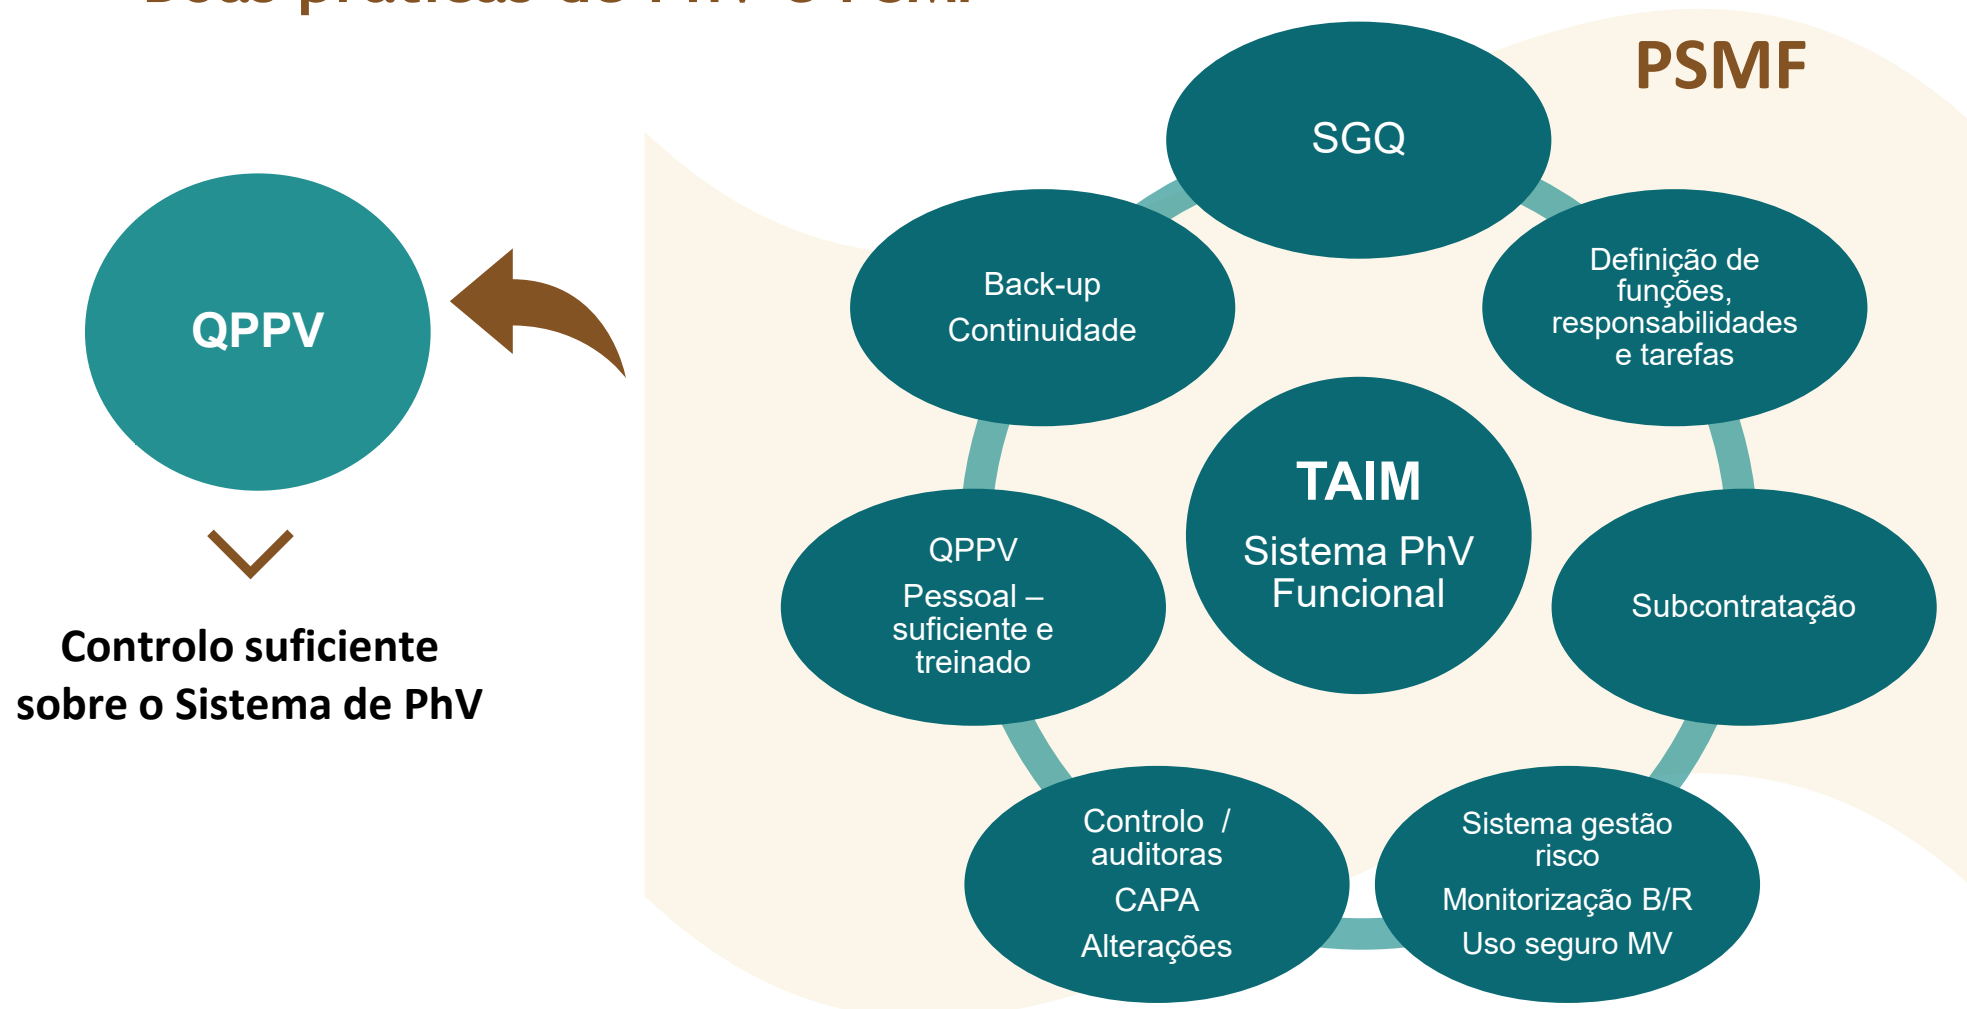 PSMF
SGQ
Definição de
funções,
responsabilidades
e tarefas
Subcontratação
Sistema gestão
risco
Monitorização B/R
Uso seguro MV
Controlo  /
auditoras
CAPA
Alterações
QPPV
Pessoal –
suficiente e
treinado
Back-up
Continuidade
TAIM
Sistema PhV
Funcional
QPPV
Controlo suficiente
sobre o Sistema de PhV